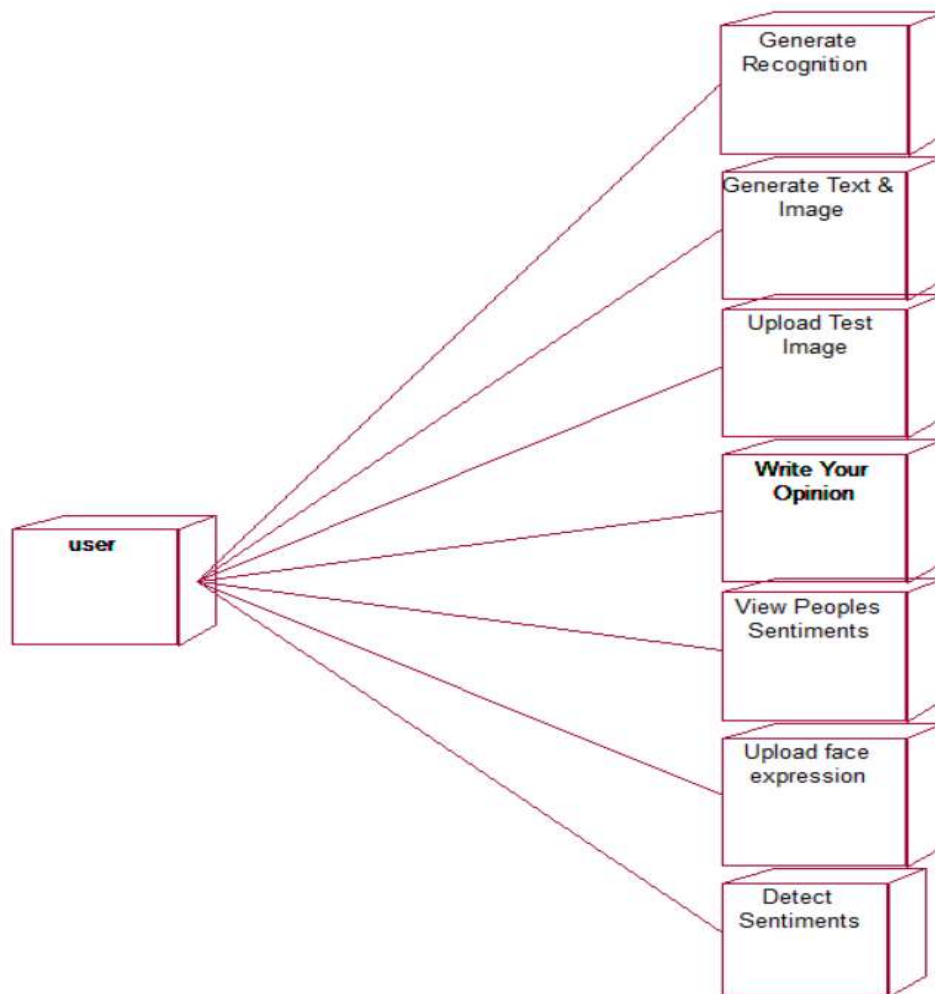 Generate
Recognition
Generate Text &
Image
Upload Test
Image
Write Your
Opinion
user
View Peoples
Sentiments
Upload face
expression
Detect
Sentiments